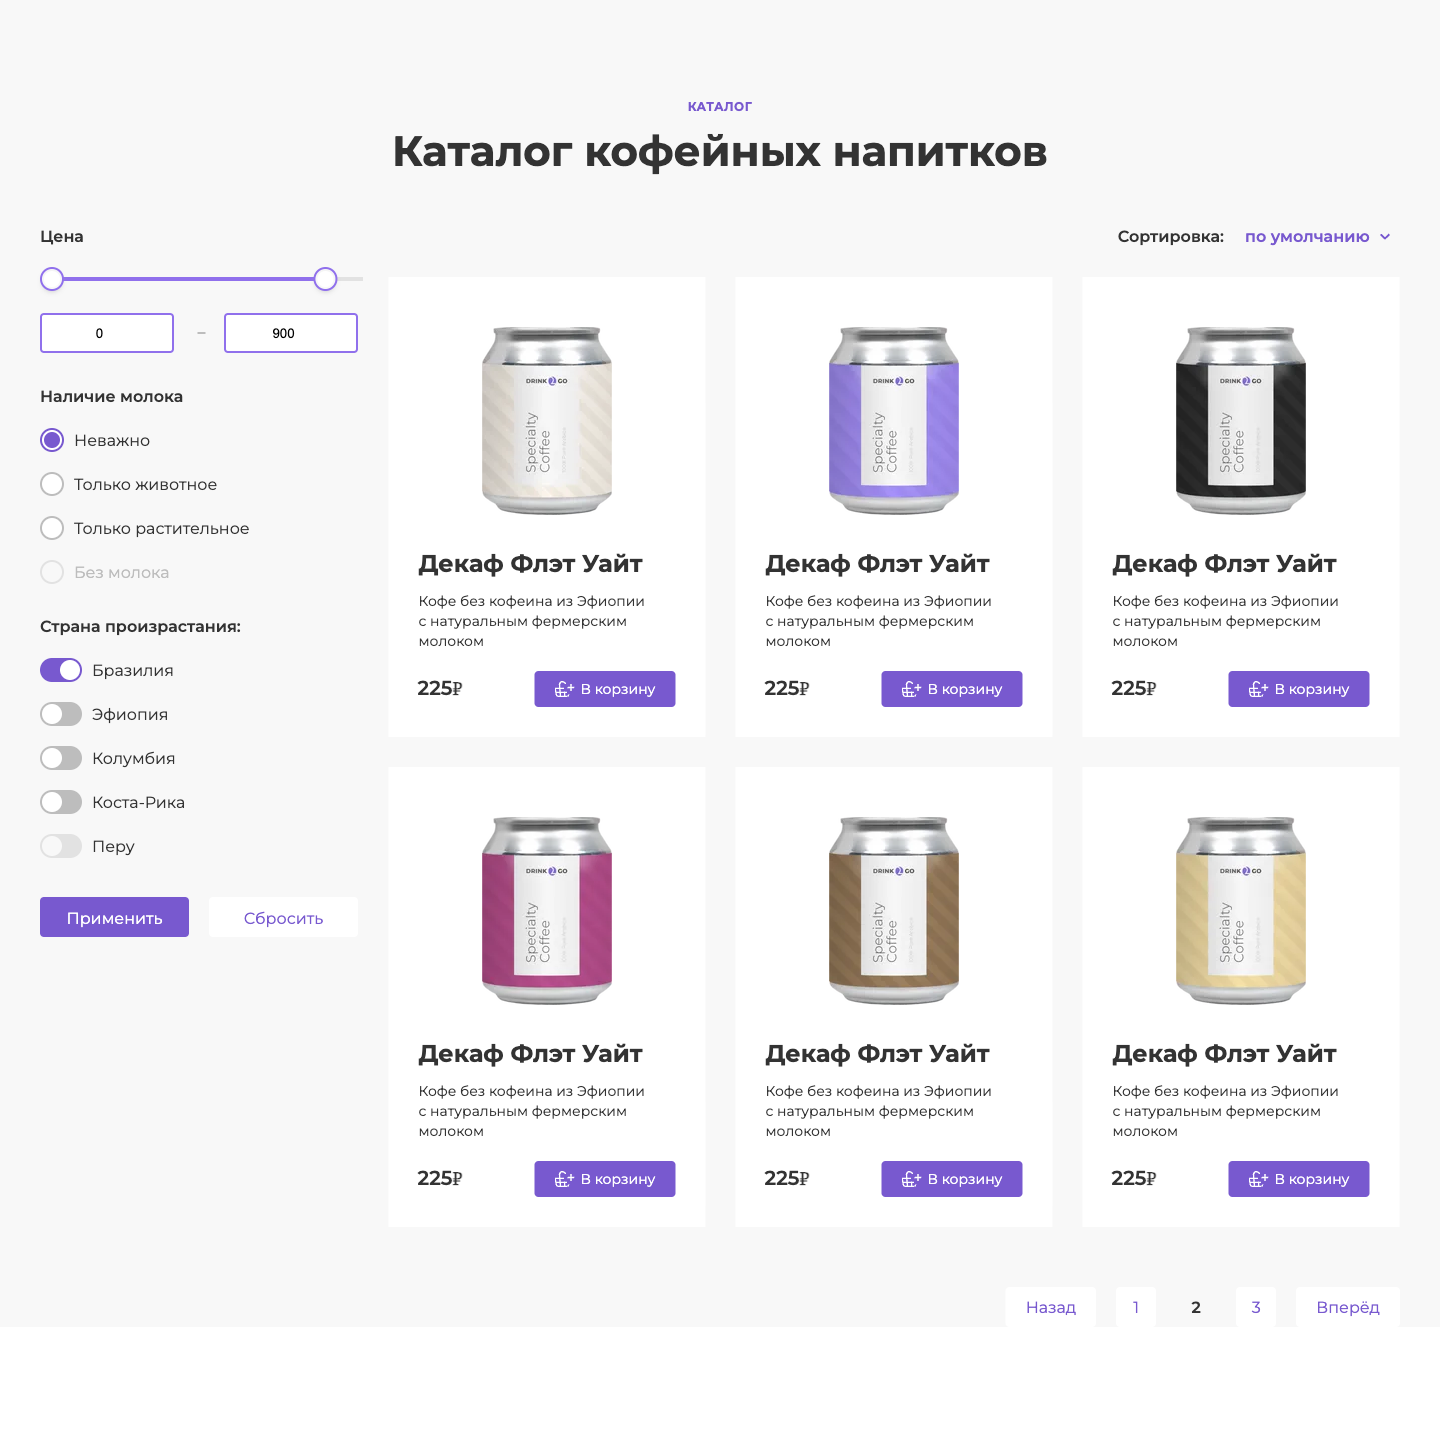 КАТАЛОГ
Каталог кофейных напитков
Цена
0 – 900
Наличие молока
Неважно
Только животное
Только растительное
Без молока
Страна произрастания:
Бразилия
Эфиопия
Колумбия
Коста-Рика
Перу
Применить
Сбросить
Сортировка: по умолчанию
DRINK 2 GO
Specialty
Coffee
Декаф Флэт Уайт
Кофе без кофеина из Эфиопии
с натуральным фермерским
молоком
225₽
В корзину
DRINK 2 GO
Specialty
Coffee
Декаф Флэт Уайт
Кофе без кофеина из Эфиопии
с натуральным фермерским
молоком
225₽
В корзину
DRINK 2 GO
Specialty
Coffee
Декаф Флэт Уайт
Кофе без кофеина из Эфиопии
с натуральным фермерским
молоком
225₽
В корзину
DRINK 2 GO
Specialty
Coffee
Декаф Флэт Уайт
Кофе без кофеина из Эфиопии
с натуральным фермерским
молоком
225₽
В корзину
DRINK 2 GO
Specialty
Coffee
Декаф Флэт Уайт
Кофе без кофеина из Эфиопии
с натуральным фермерским
молоком
225₽
В корзину
DRINK 2 GO
Specialty
Coffee
Декаф Флэт Уайт
Кофе без кофеина из Эфиопии
с натуральным фермерским
молоком
225₽
В корзину
Назад 1 2 3 Вперёд